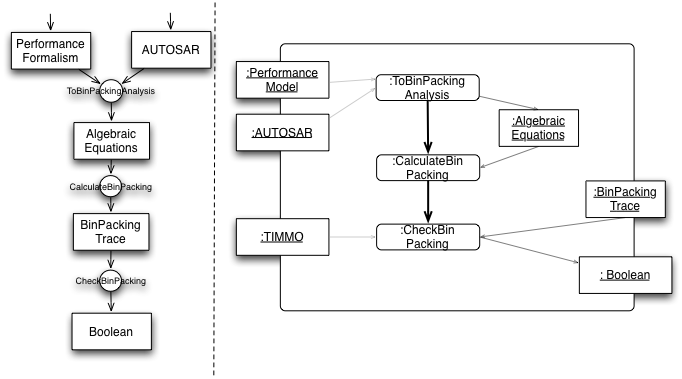 Performance
Formalism
AUTOSAR
ToBinPackingAnalysis
Algebraic
Equations
CalculateBinPacking
BinPacking
Trace
CheckBinPacking
Boolean
:Performance
Model
:AUTOSAR
:TIMMO
:ToBinPacking
Analysis
:CalculateBin
Packing
:CheckBin
Packing
:Algebraic
Equations
:BinPacking
Trace
: Boolean